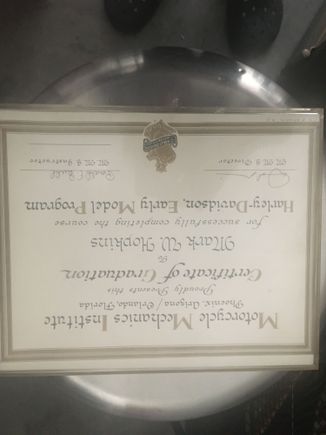 Motorcycle Mechanics Institute
Phoenix, Arizona / Orlando, Florida
Proudly Presents this
Certificate of Graduation
To
Mark W Hopkins
for successfully completing the course
Harley-Davidson, Early Model Program
M M I Director
M M I Instructor